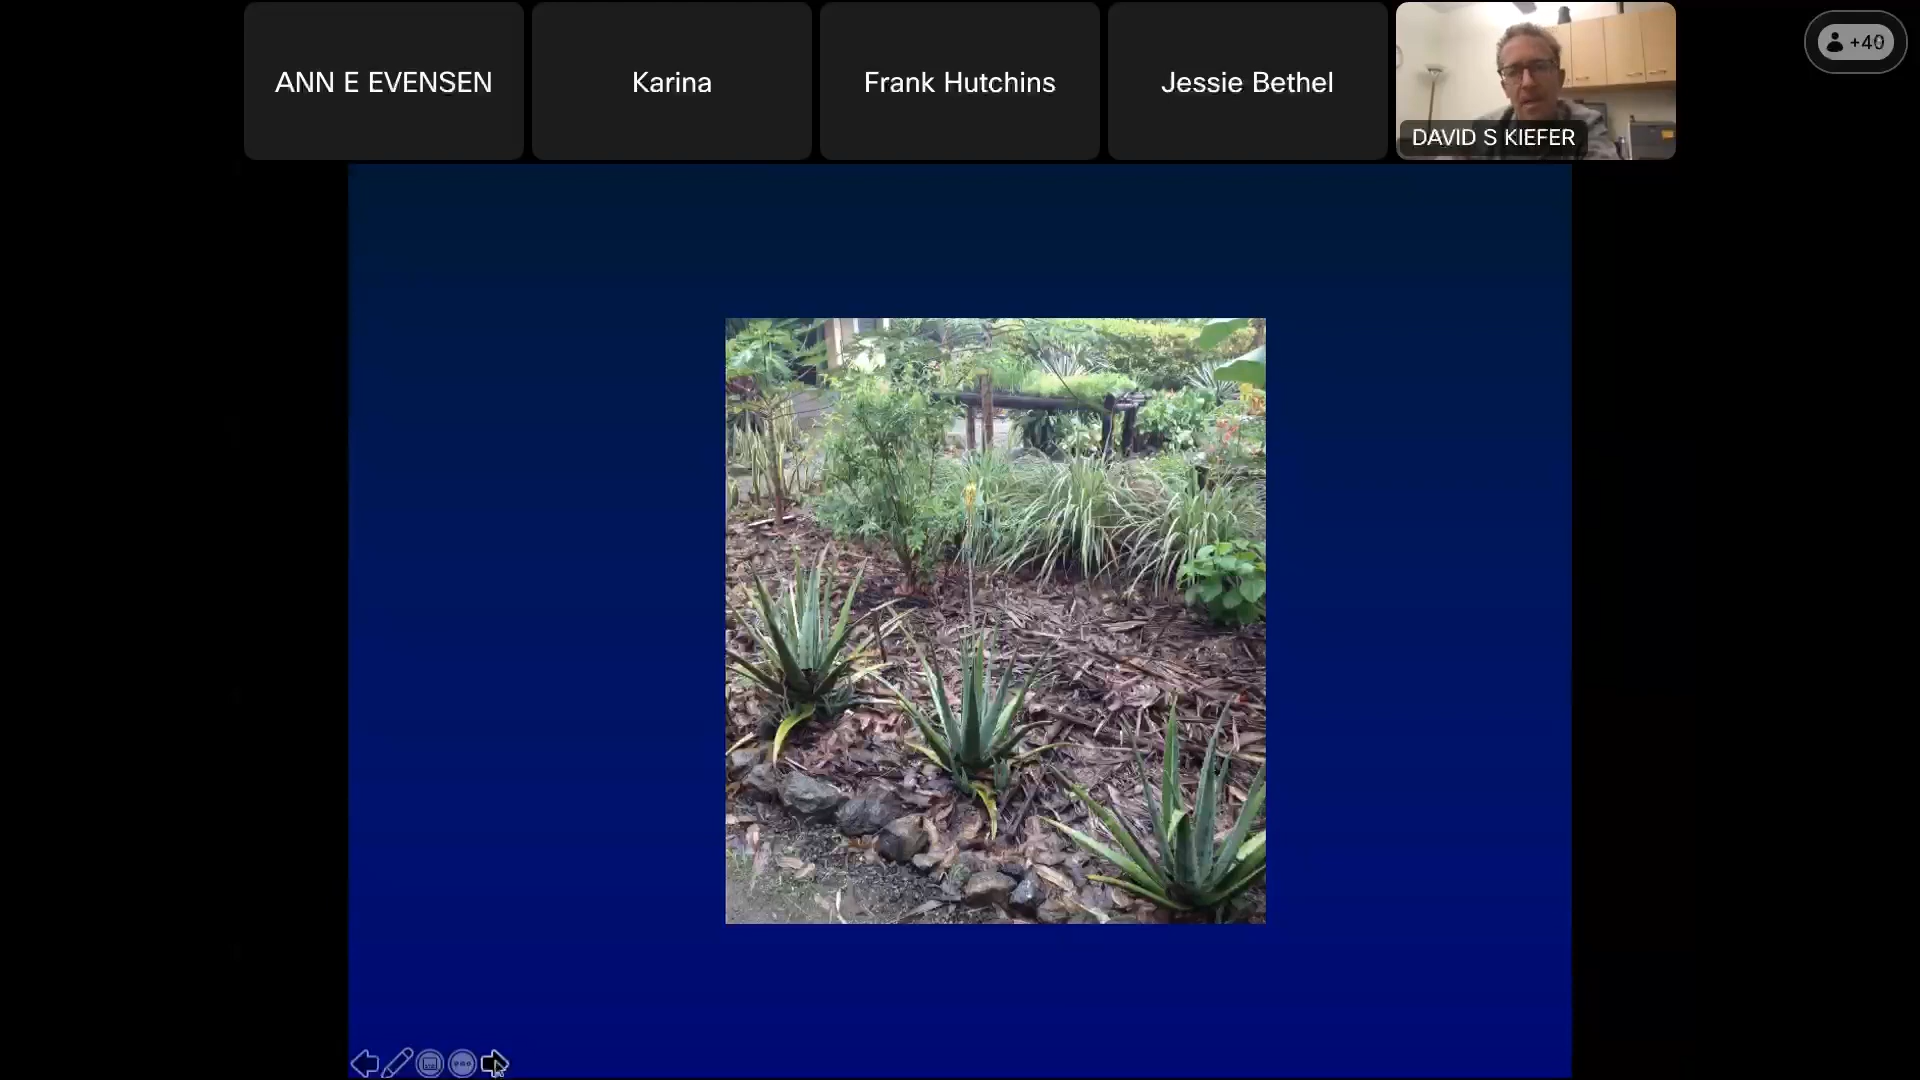 ANN E EVENSEN
Karina
Frank Hutchins
Jessie Bethel
DAVID S KIEFER
+40